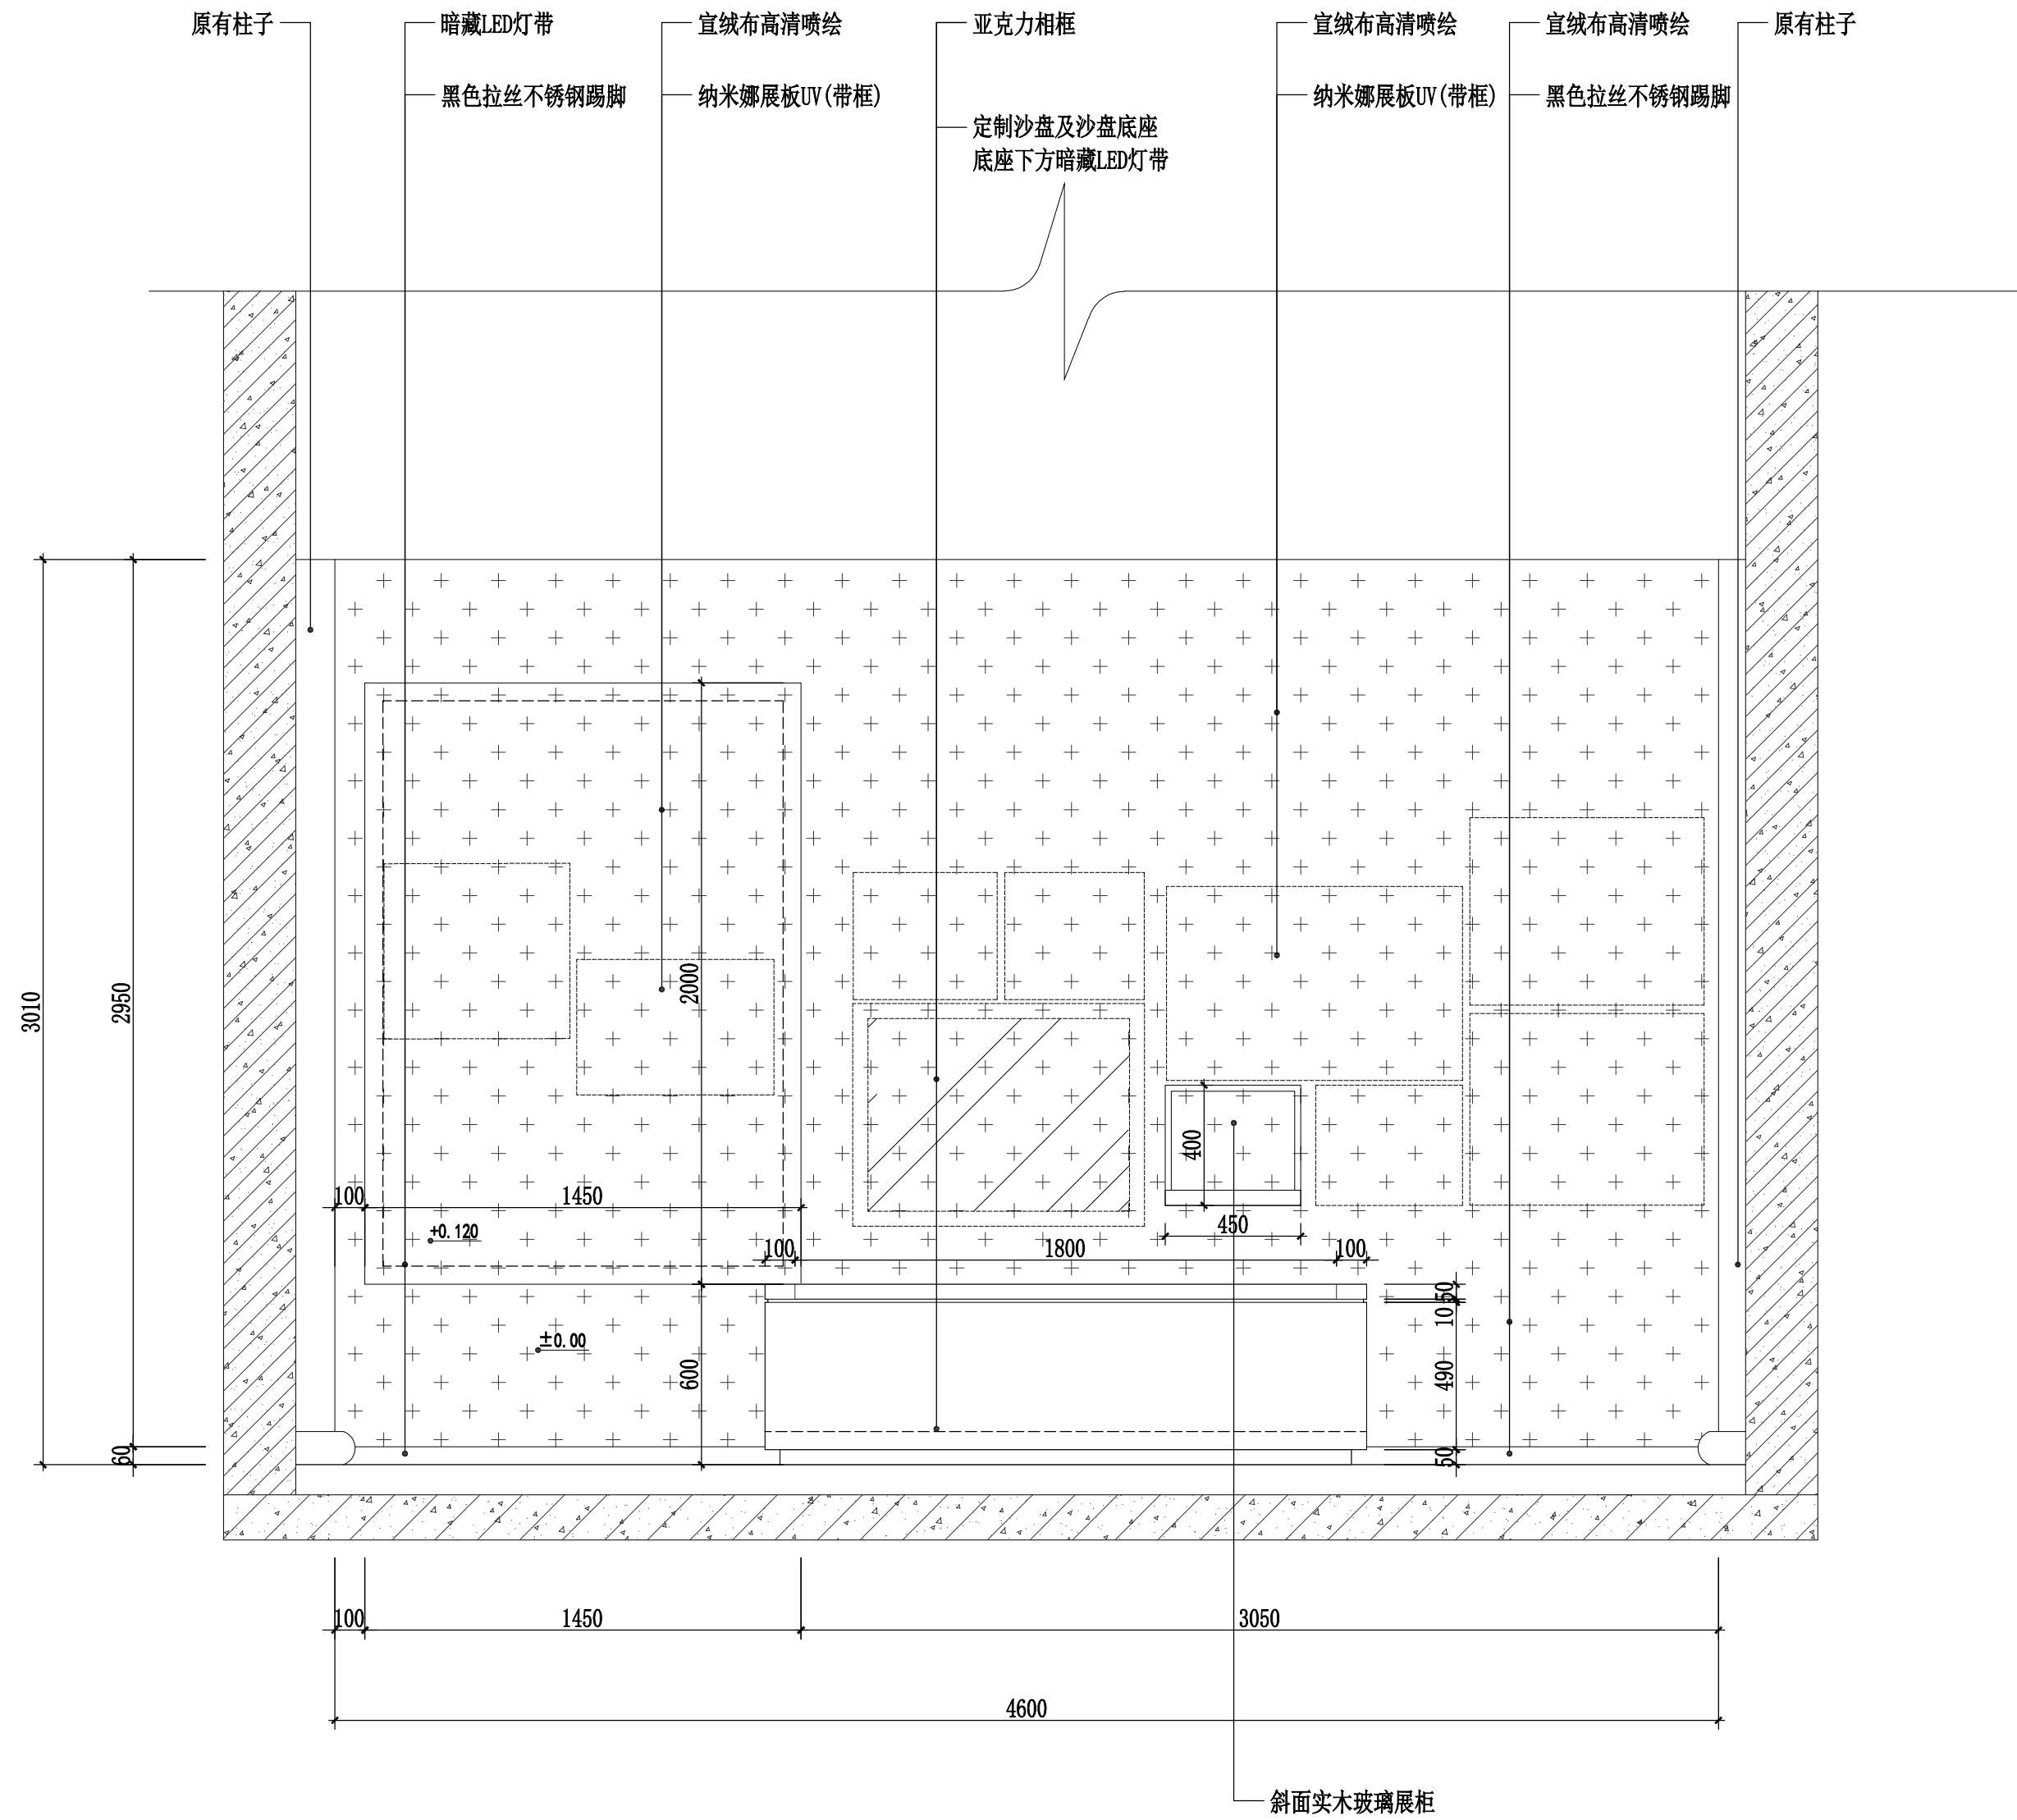 原有柱子
暗藏LED灯带
宣绒布高清喷绘
亚克力相框
宣绒布高清喷绘
宣绒布高清喷绘
原有柱子
黑色拉丝不锈钢踢脚
纳米娜展板UV(带框)
纳米娜展板UV(带框)
黑色拉丝不锈钢踢脚
定制沙盘及沙盘底座
底座下方暗藏LED灯带
3010
2950
60
2000
400
100
1450
+0.120
450
100
1800
100
±0.00
600
50
10
490
50
100
1450
3050
4600
斜面实木玻璃展柜